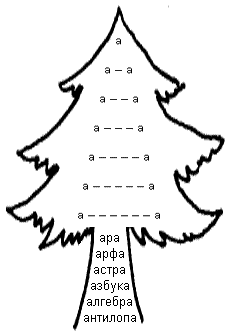 а
а – а
а – – а
а – – – а
а – – – – а
а – – – – – а
а – – – – – – а
ара
арфа
астра
азбука
алгебра
антилопа